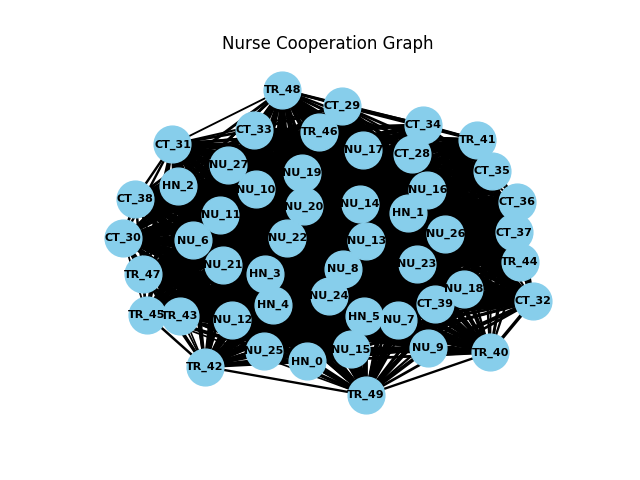 Nurse Cooperation Graph
TR_48
CT_29
CT_34
CT_33
TR_46
TR_41
CT_31
NU_17
CT_28
NU_27
CT_35
NU_19
HN_2
NU_10
NU_16
CT_38
CT_36
NU_20
NU_14
NU_11
HN_1
CT_37
NU_26
CT_30
NU_6
NU_22
NU_13
TR_44
NU_21
NU_23
NU_8
TR_47
HN_3
NU_18
NU_24
CT_32
CT_39
HN_4
TR_45
TR_43
HN_5
NU_12
NU_7
NU_9
NU_15
NU_25
TR_40
HN_0
TR_42
TR_49